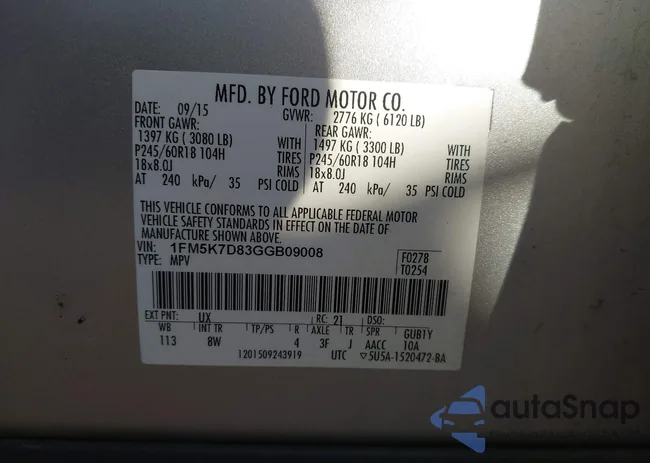 MFD. BY FORD MOTOR CO.
DATE: 09/15 GVWR: 2776 KG ( 6120 LB)
FRONT GAWR: REAR GAWR:
1397 KG ( 3080 LB) WITH 1497 KG ( 3300 LB) WITH
P245/60R18 104H TIRES P245/60R18 104H TIRES
18x8.0J RIMS 18x8.0J RIMS
AT 240 kPa/ 35 PSI COLD AT 240 kPa/ 35 PSI COLD
THIS VEHICLE CONFORMS TO ALL APPLICABLE FEDERAL MOTOR
VEHICLE SAFETY STANDARDS IN EFFECT ON THE DATE OF
MANUFACTURE SHOWN ABOVE.
VIN: 1FM5K7D83GGB09008 F0278
TYPE: MPV T0254
EXT PNT: UX RC: 21 DSO:
WB INT TR TP/PS R AXLE TR SPR GUB1Y
113 8W 4 3F J AACC 10A
1201509243919 UTC ▽5U5A-1520472-BA
autoSnap